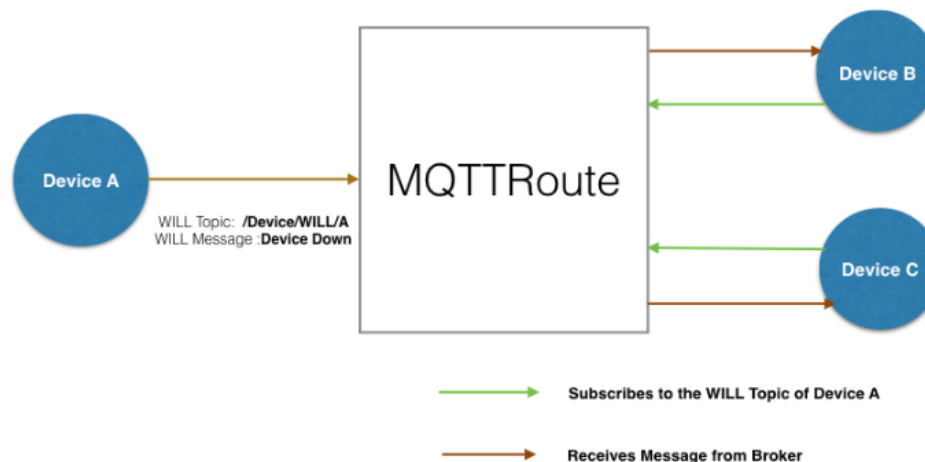 Device B
MQTTRoute
Device A
WILL Topic: /Device/WILL/A
WILL Message :Device Down
Device C
Subscribes to the WILL Topic of Device A
Receives Message from Broker